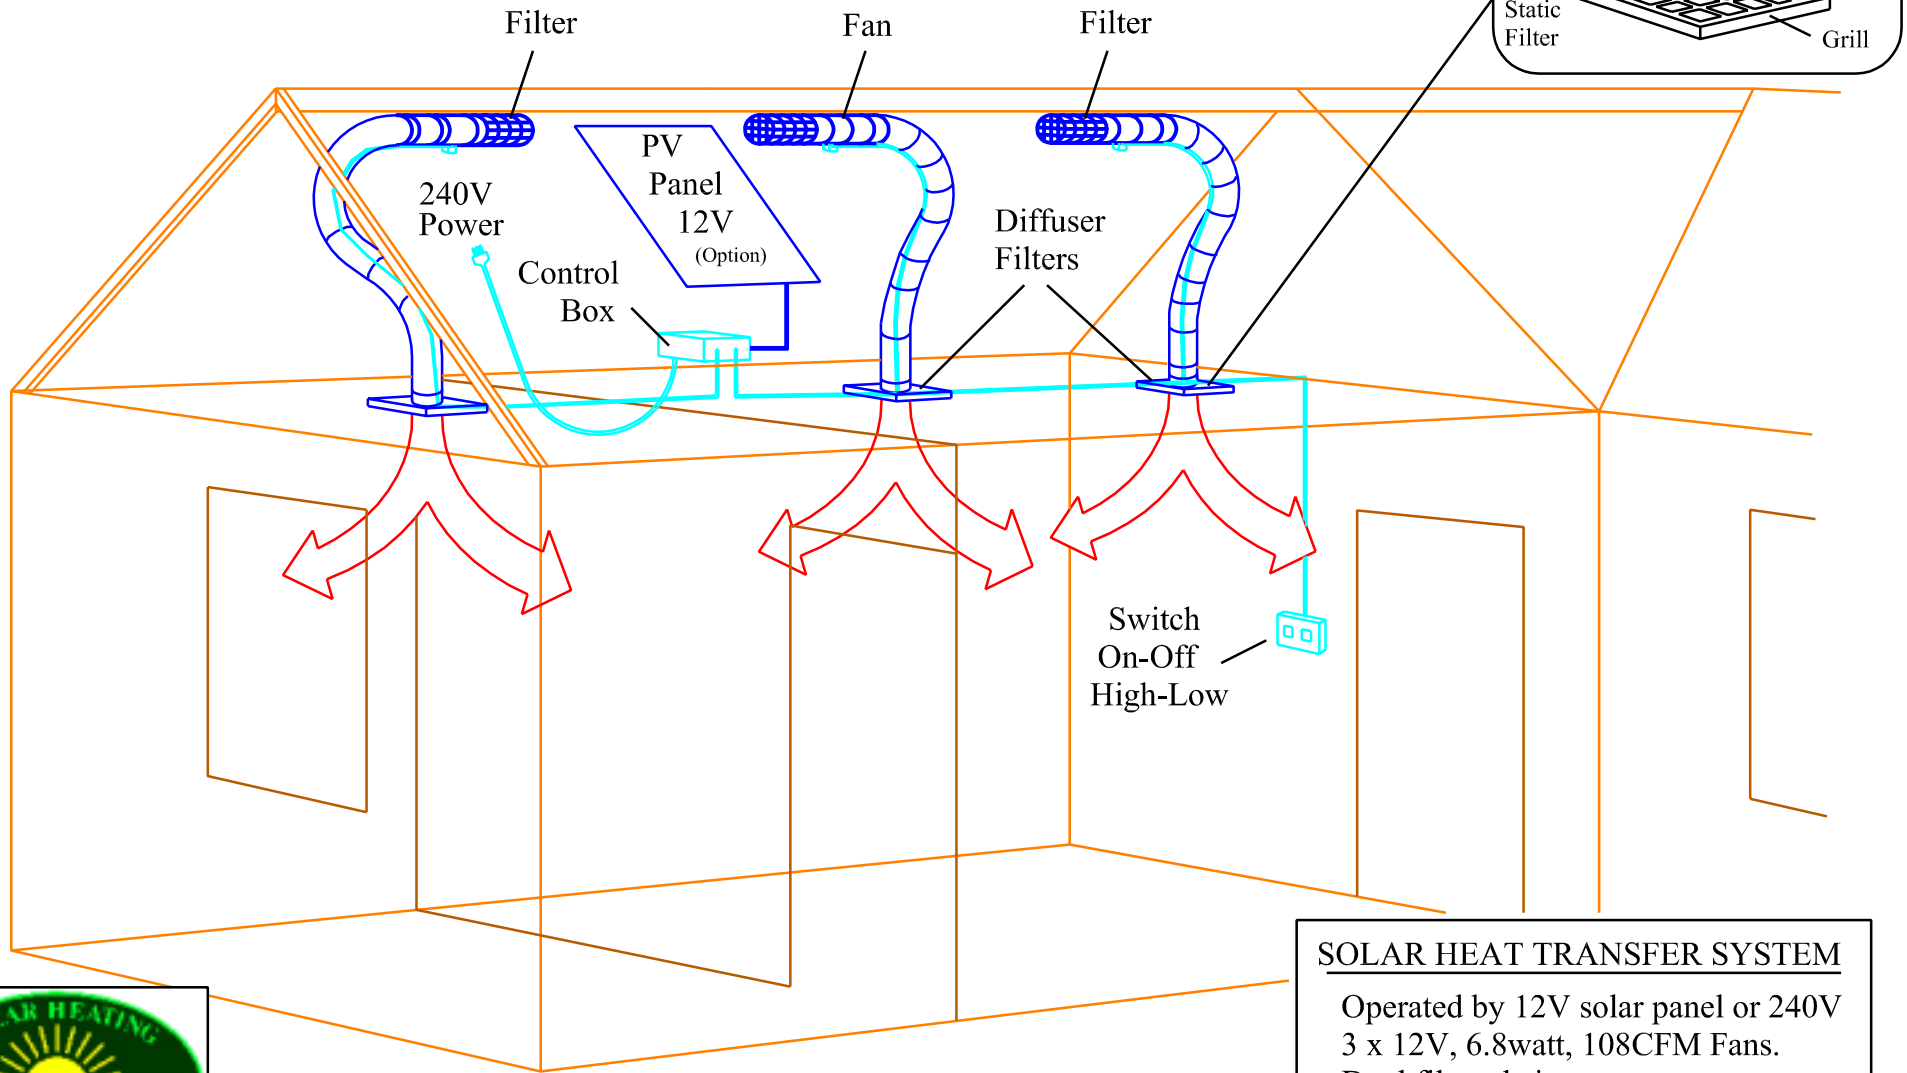 Filter
Fan
Filter
Static
Filter
Grill
PV
Panel
12V
(Option)
240V
Power
Control
Box
Diffuser
Filters
Switch
On-Off
High-Low
SOLAR HEAT TRANSFER SYSTEM
Operated by 12V solar panel or 240V
3 x 12V, 6.8watt, 108CFM Fans.
HEATING